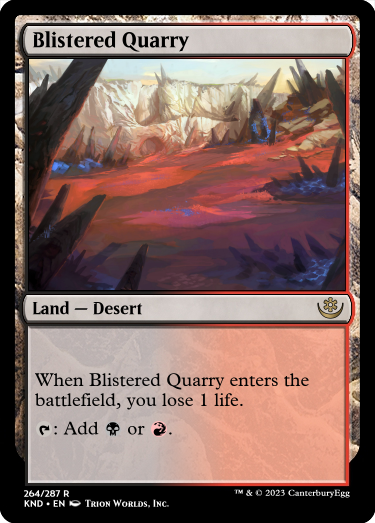 Blistered Quarry
Land — Desert
When Blistered Quarry enters the
battlefield, you lose 1 life.
: Add or .
264/287 R
KND • EN TRION WORLDS, INC.
™ & © 2023 CanterburyEgg